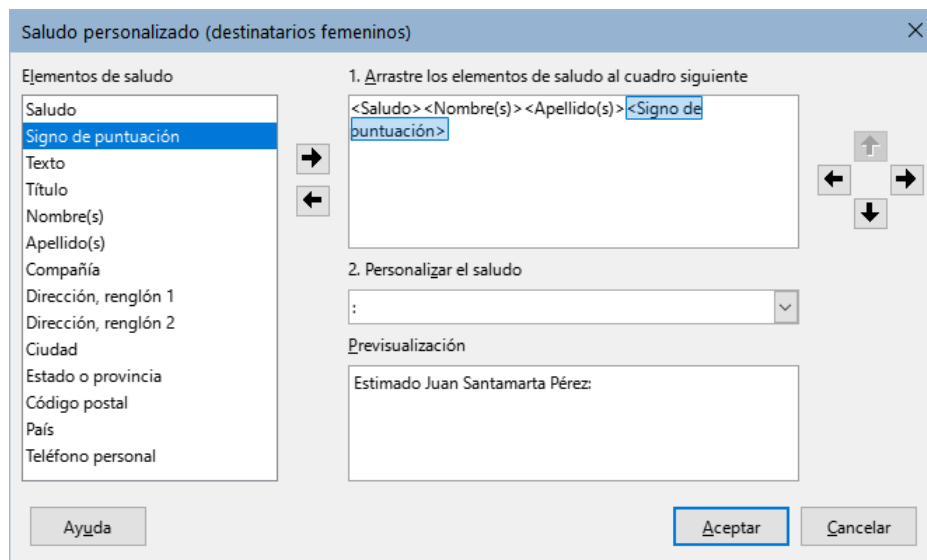 Saludo personalizado (destinatarios femeninos)
Elementos de saludo
Saludo
Signo de puntuación
Texto
Título
Nombre(s)
Apellido(s)
Compañía
Dirección, renglón 1
Dirección, renglón 2
Ciudad
Estado o provincia
Código postal
País
Teléfono personal
1. Arrastre los elementos de saludo al cuadro siguiente
<Saludo><Nombre(s)><Apellido(s)><Signo de
puntuación>
2. Personalizar el saludo
:
Previsualización
Estimado Juan Santamarta Pérez:
Ayuda
Aceptar
Cancelar